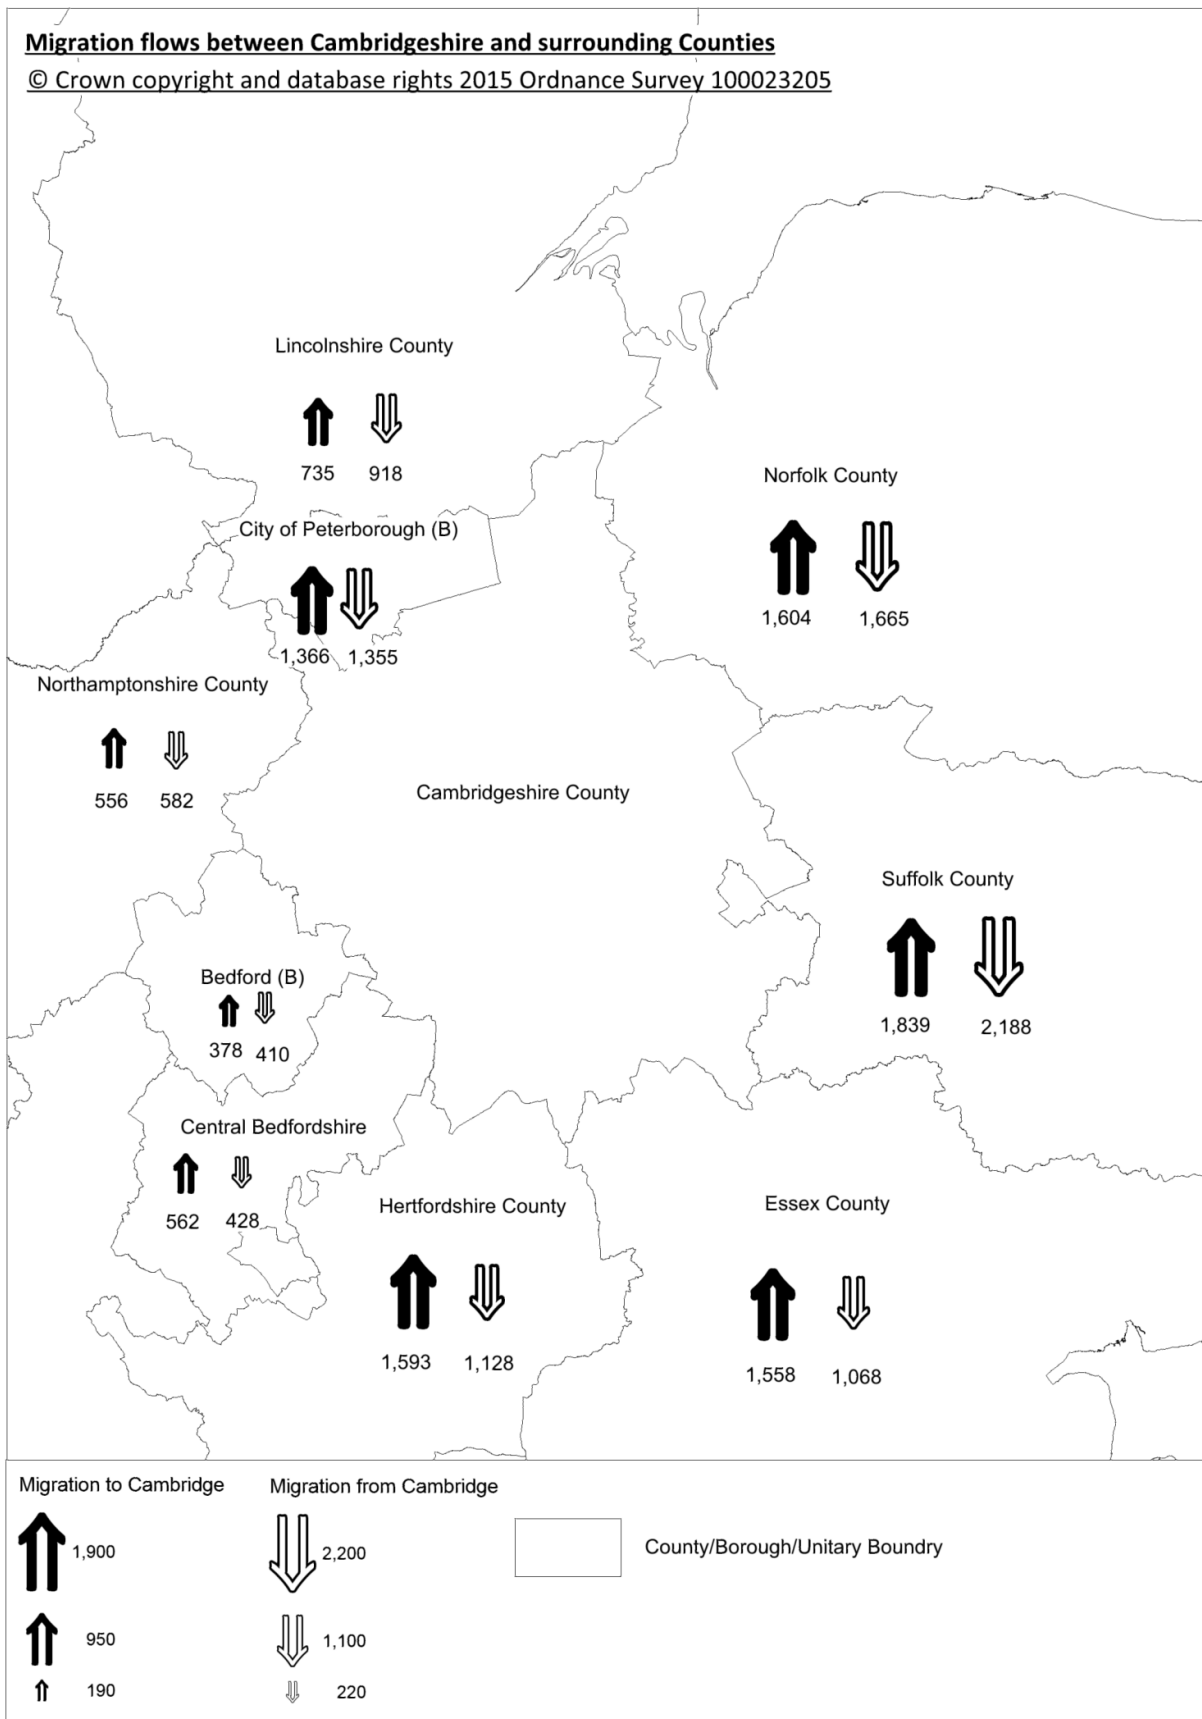 Migration flows between Cambridgeshire and surrounding Counties
© Crown copyright and database rights 2015 Ordnance Survey 100023205
Lincolnshire County
735 918
Norfolk County
1,604 1,665
City of Peterborough (B)
1,366 1,355
Northamptonshire County
556 582
Cambridgeshire County
Suffolk County
1,839 2,188
Bedford (B)
378 410
Central Bedfordshire
562 428
Hertfordshire County
1,593 1,128
Essex County
1,558 1,068
Migration to Cambridge
1,900
950
190
Migration from Cambridge
2,200
1,100
220
County/Borough/Unitary Boundry